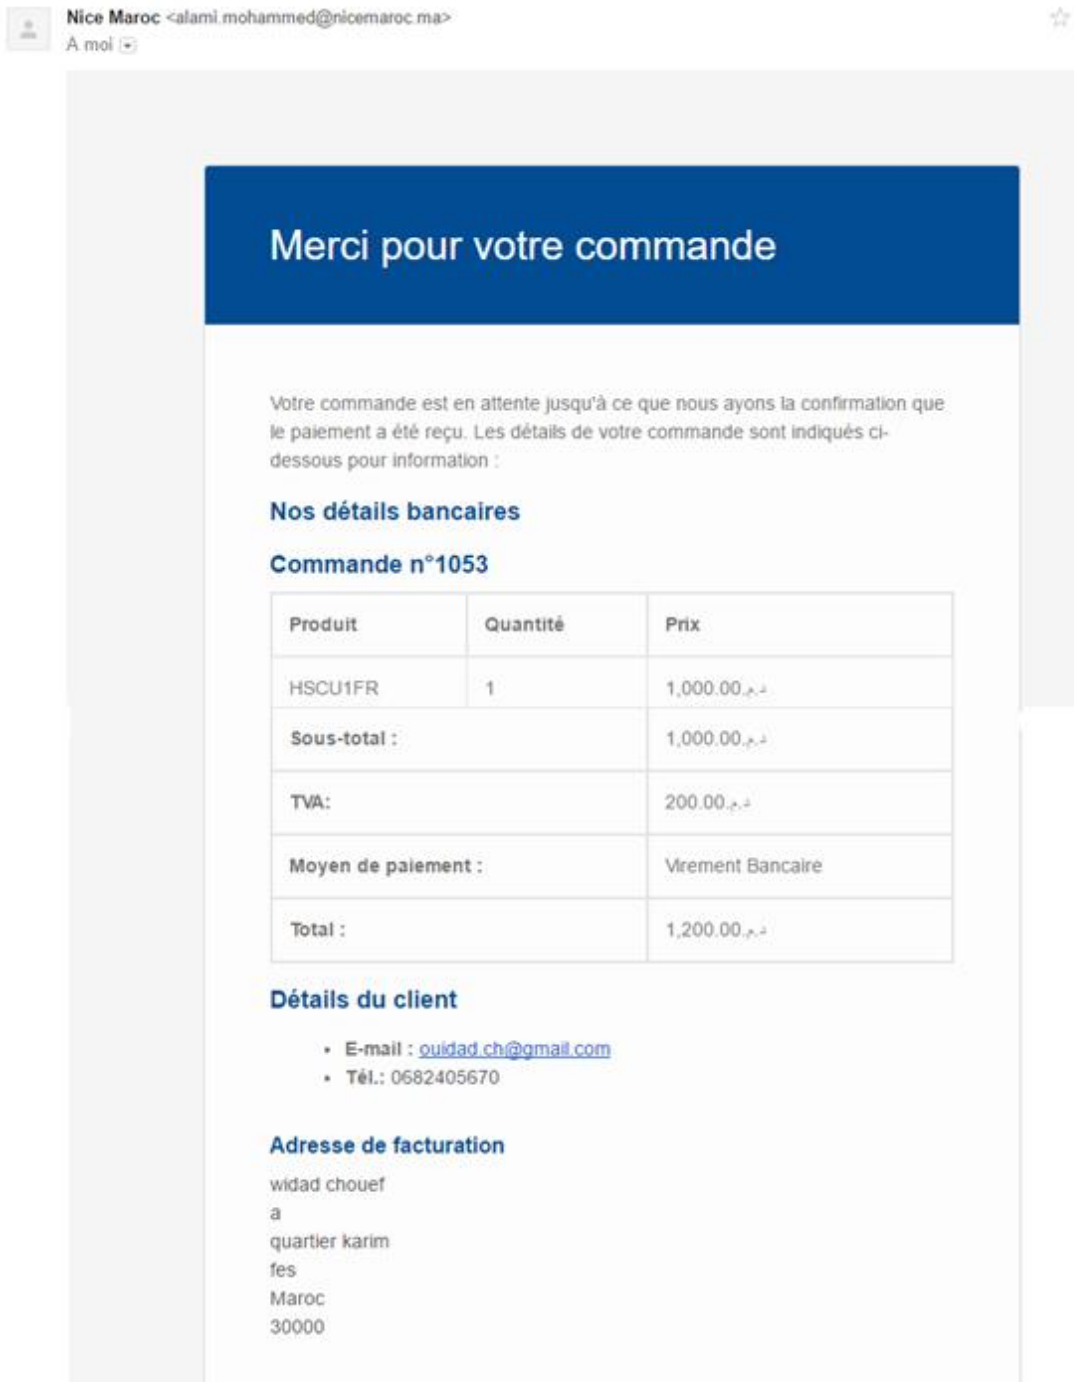 Nice Maroc <alami.mohammed@nicemaroc.ma>
À moi
Merci pour votre commande
Votre commande est en attente jusqu'à ce que nous ayons la confirmation que
le paiement a été reçu. Les détails de votre commande sont indiqués ci-
dessous pour information :
Nos détails bancaires
Commande n°1053
Produit Quantité Prix
HSCU1FR 1 1,000.00د.م.
Sous-total : 1,000.00د.م.
TVA: 200.00د.م.
Moyen de paiement : Virement Bancaire
Total : 1,200.00د.م.
Détails du client
• E-mail : ouidad.ch@gmail.com
• Tél.: 0682405670
Adresse de facturation
widad chouef
a
quartier karim
fes
Maroc
30000